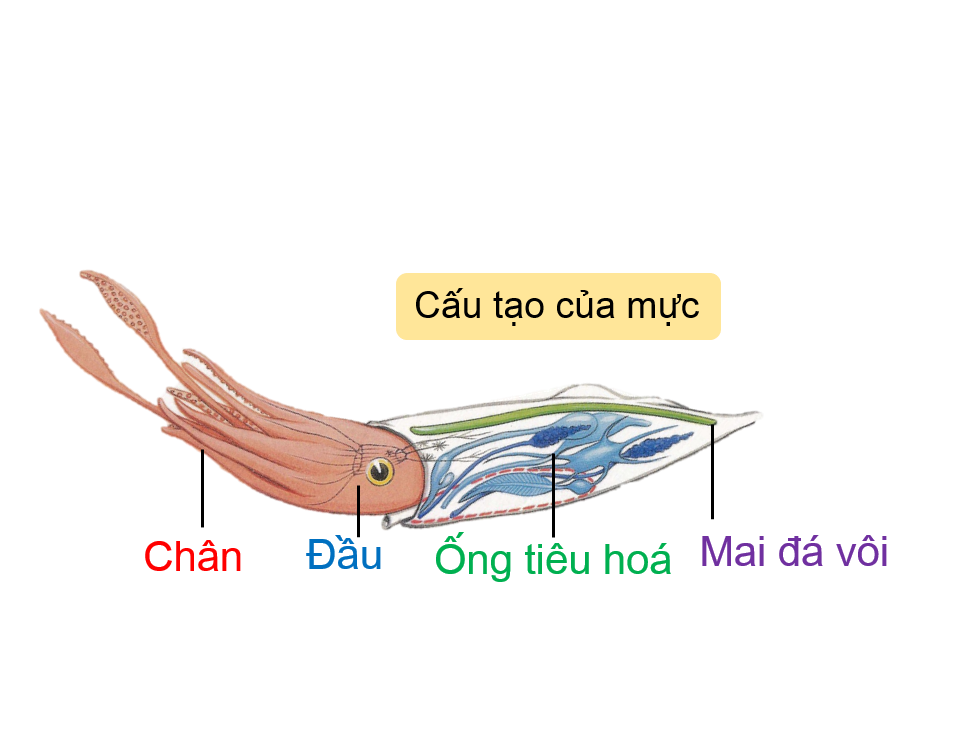 Cấu tạo của mực
Chân
Đầu
Ống tiêu hoá
Mai đá vôi